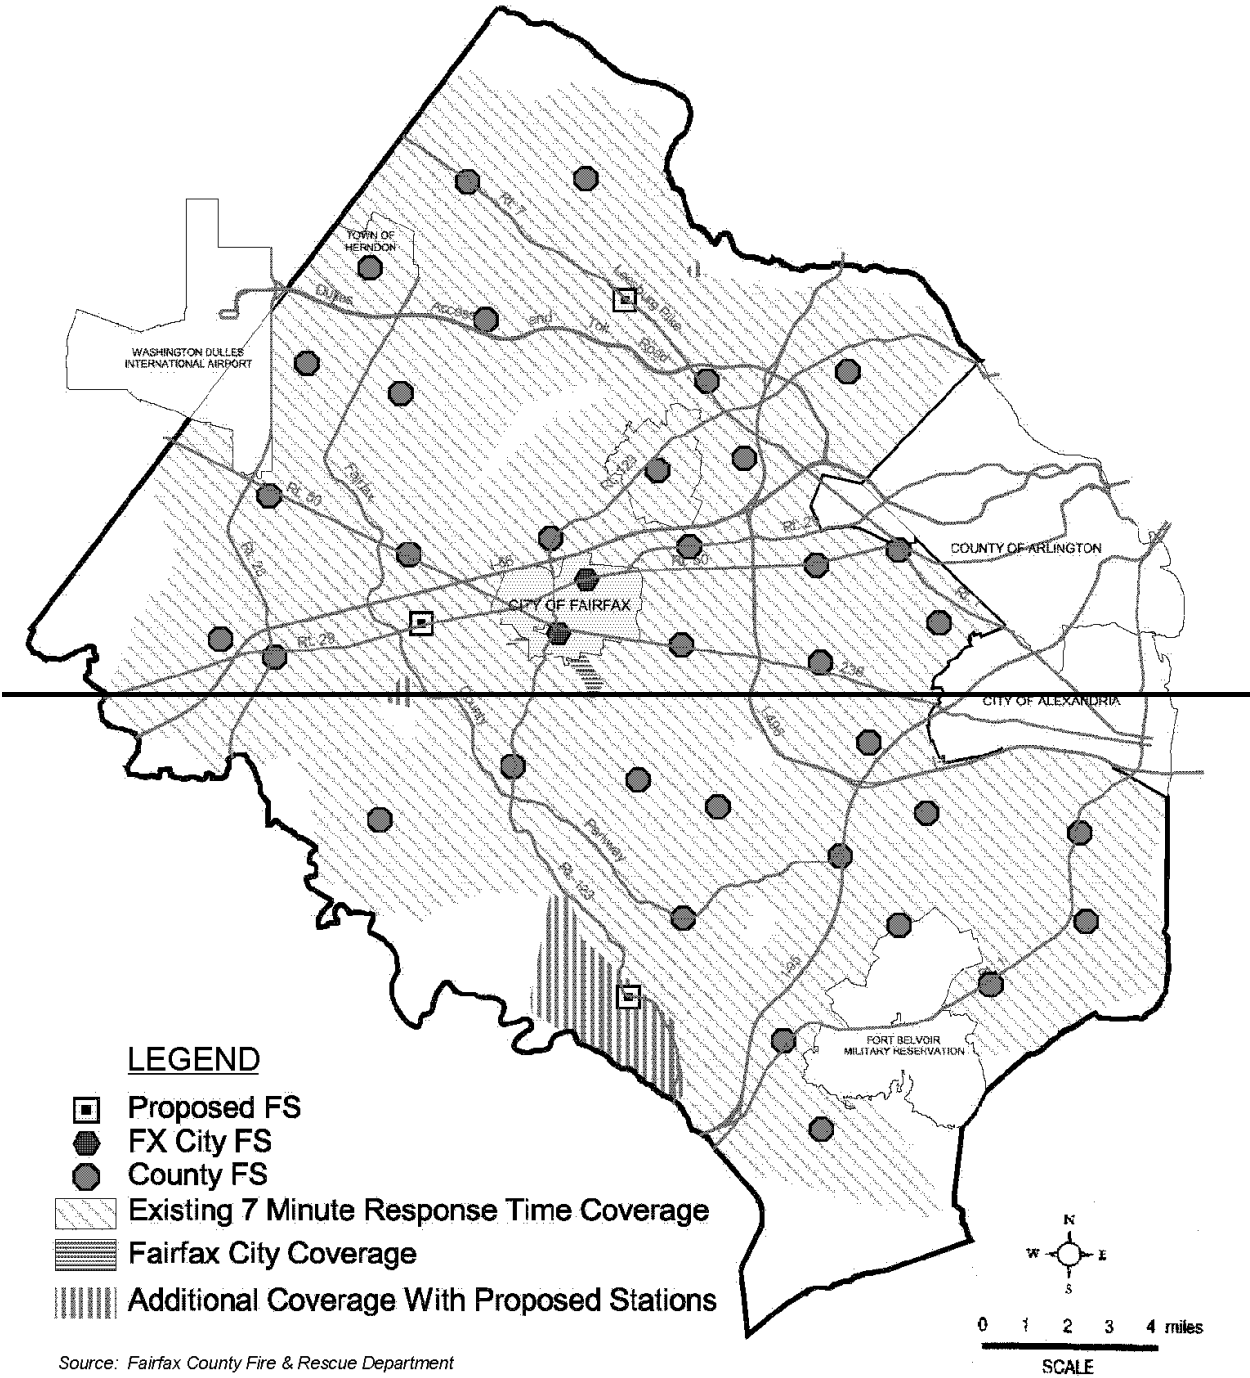 Rt. 7
TOWN OF
HERNDON
Leesburg Pike
Dulles
Access
and
Toll
Road
WASHINGTON DULLES
INTERNATIONAL AIRPORT
Rt. 123
Fairfax
Rt. 50
Rt. 28
COUNTY OF ARLINGTON
Rt. 50
CITY OF FAIRFAX
Rt. 29
236
County
CITY OF ALEXANDRIA
I-495
Parkway
Rt. 123
I-95
FORT BELVOIR
MILITARY RESERVATION
LEGEND
Proposed FS
FX City FS
County FS
Existing 7 Minute Response Time Coverage
Fairfax City Coverage
Additional Coverage With Proposed Stations
N
W E
S
0 1 2 3 4 miles
SCALE
Source: Fairfax County Fire & Rescue Department